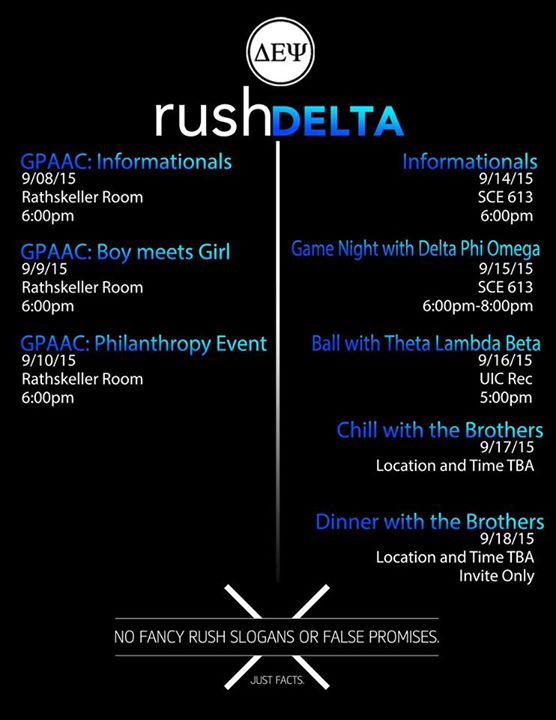 ΔΕΨ
rushDELTA
GPAAC: Informationals
9/08/15
Rathskeller Room
6:00pm
GPAAC: Boy meets Girl
9/9/15
Rathskeller Room
6:00pm
GPAAC: Philanthropy Event
9/10/15
Rathskeller Room
6:00pm
Informationals
9/14/15
SCE 613
6:00pm
Game Night with Delta Phi Omega
9/15/15
SCE 613
6:00pm-8:00pm
Ball with Theta Lambda Beta
9/16/15
UIC Rec
5:00pm
Chill with the Brothers
9/17/15
Location and Time TBA
Dinner with the Brothers
9/18/15
Location and Time TBA
Invite Only
NO FANCY RUSH SLOGANS OR FALSE PROMISES.
JUST FACTS.